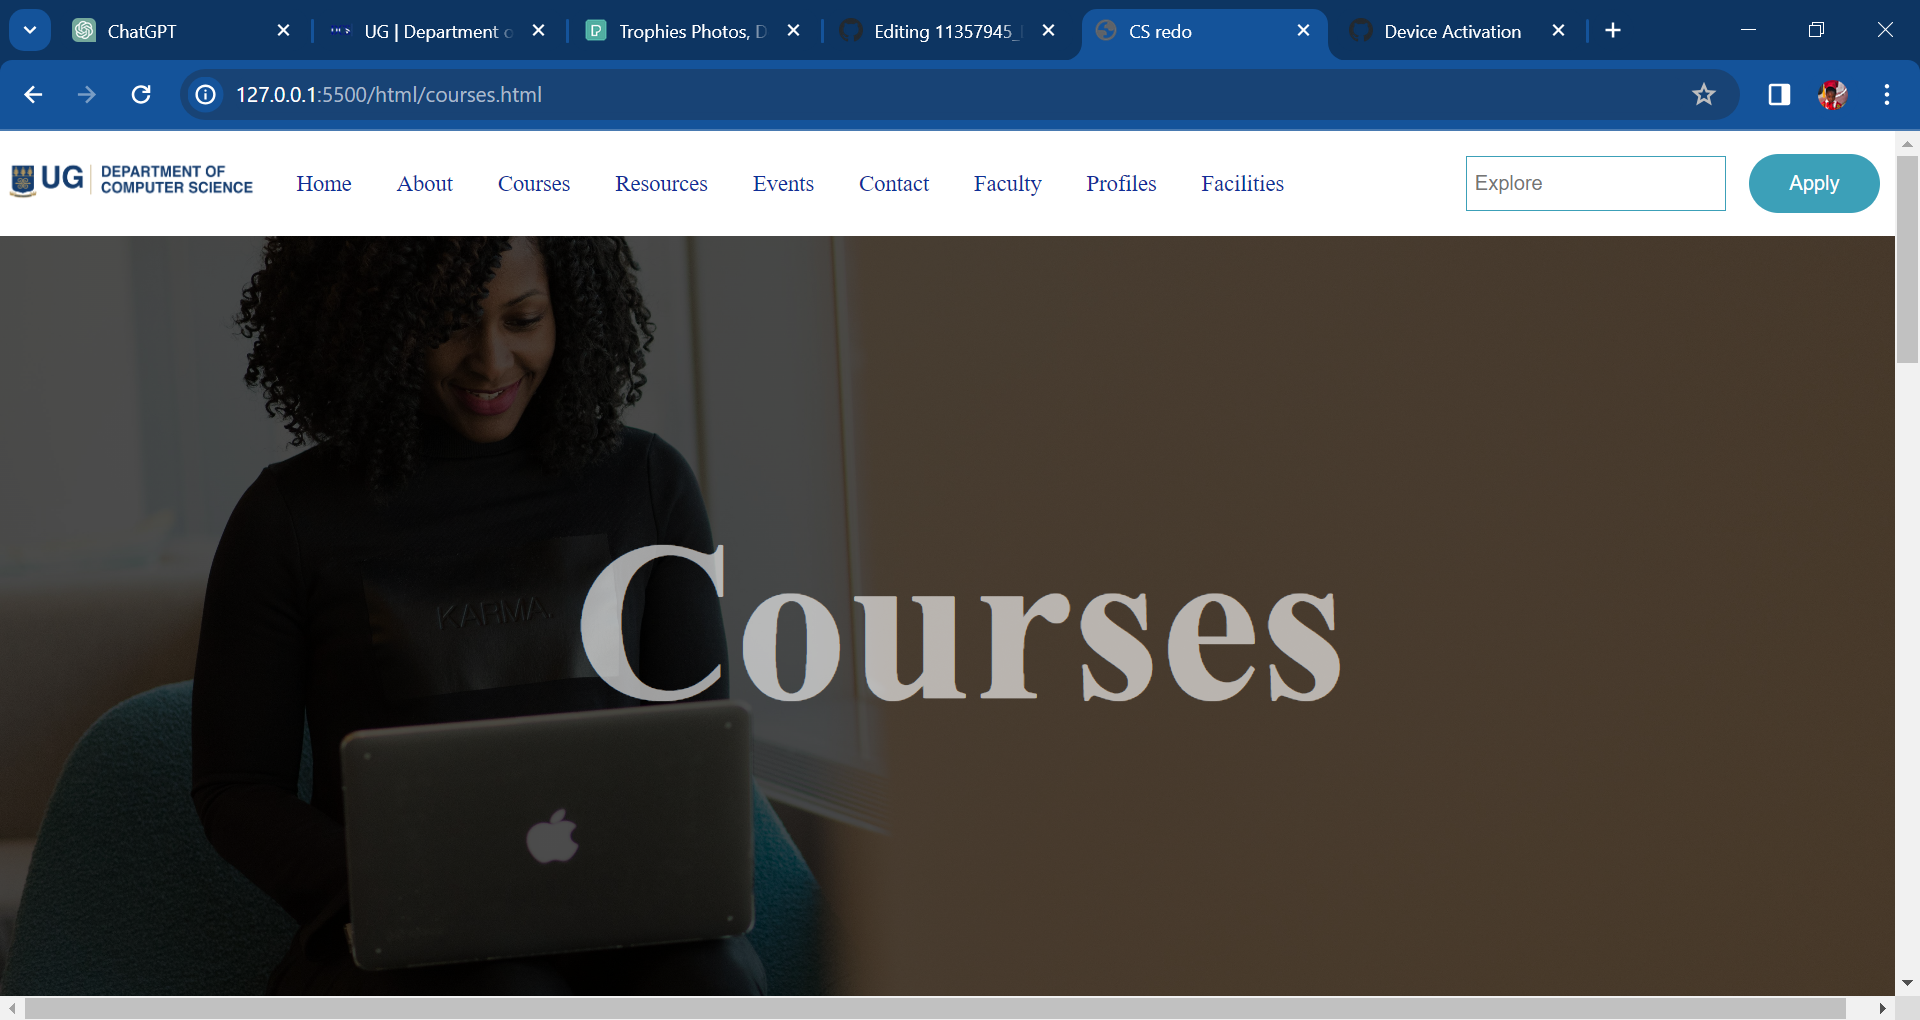 ChatGPT
UG | Department o
Trophies Photos, D
Editing 11357945_
CS redo
Device Activation
127.0.0.1:5500/html/courses.html
UG
DEPARTMENT OF
COMPUTER SCIENCE
Home
About
Courses
Resources
Events
Contact
Faculty
Profiles
Facilities
Explore
Apply
KARMA.
Courses